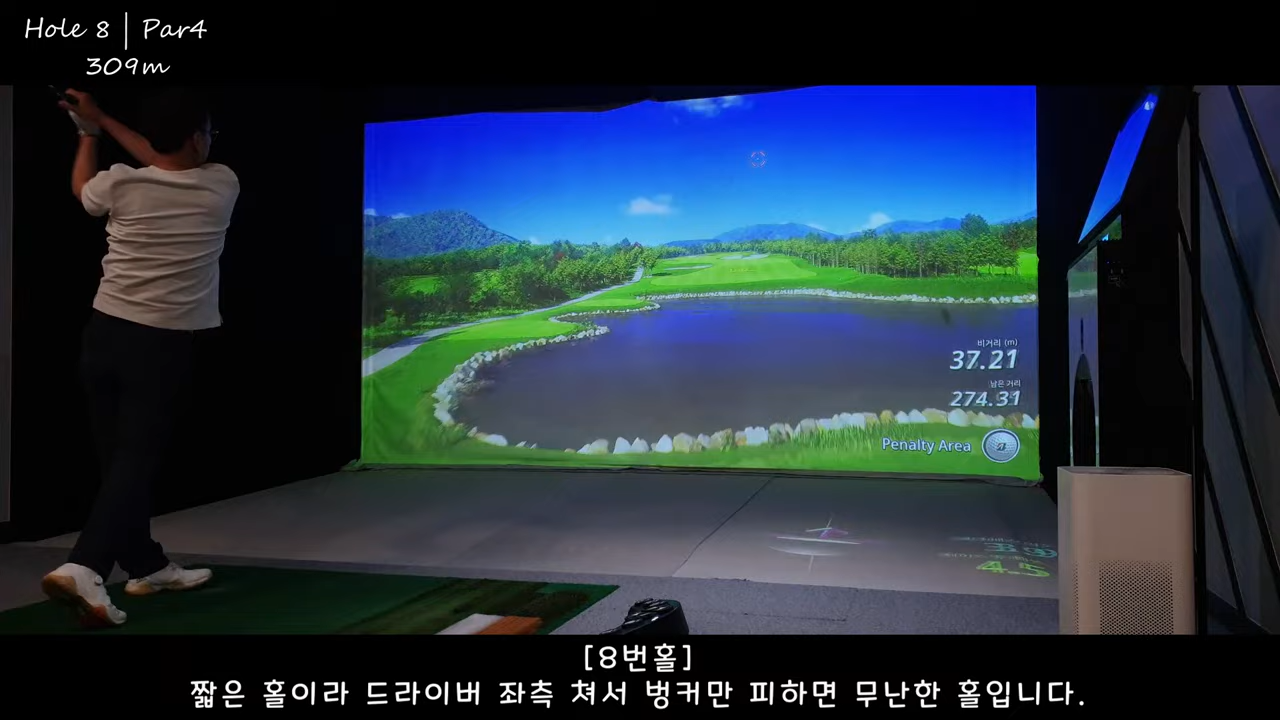 Hole 8 | Par4
309m
비거리 (m)
37.21
남은 거리
274.31
Penalty Area
4.5
[8번홀]
짧은 홀이라 드라이버 좌측 쳐서 벙커만 피하면 무난한 홀입니다.